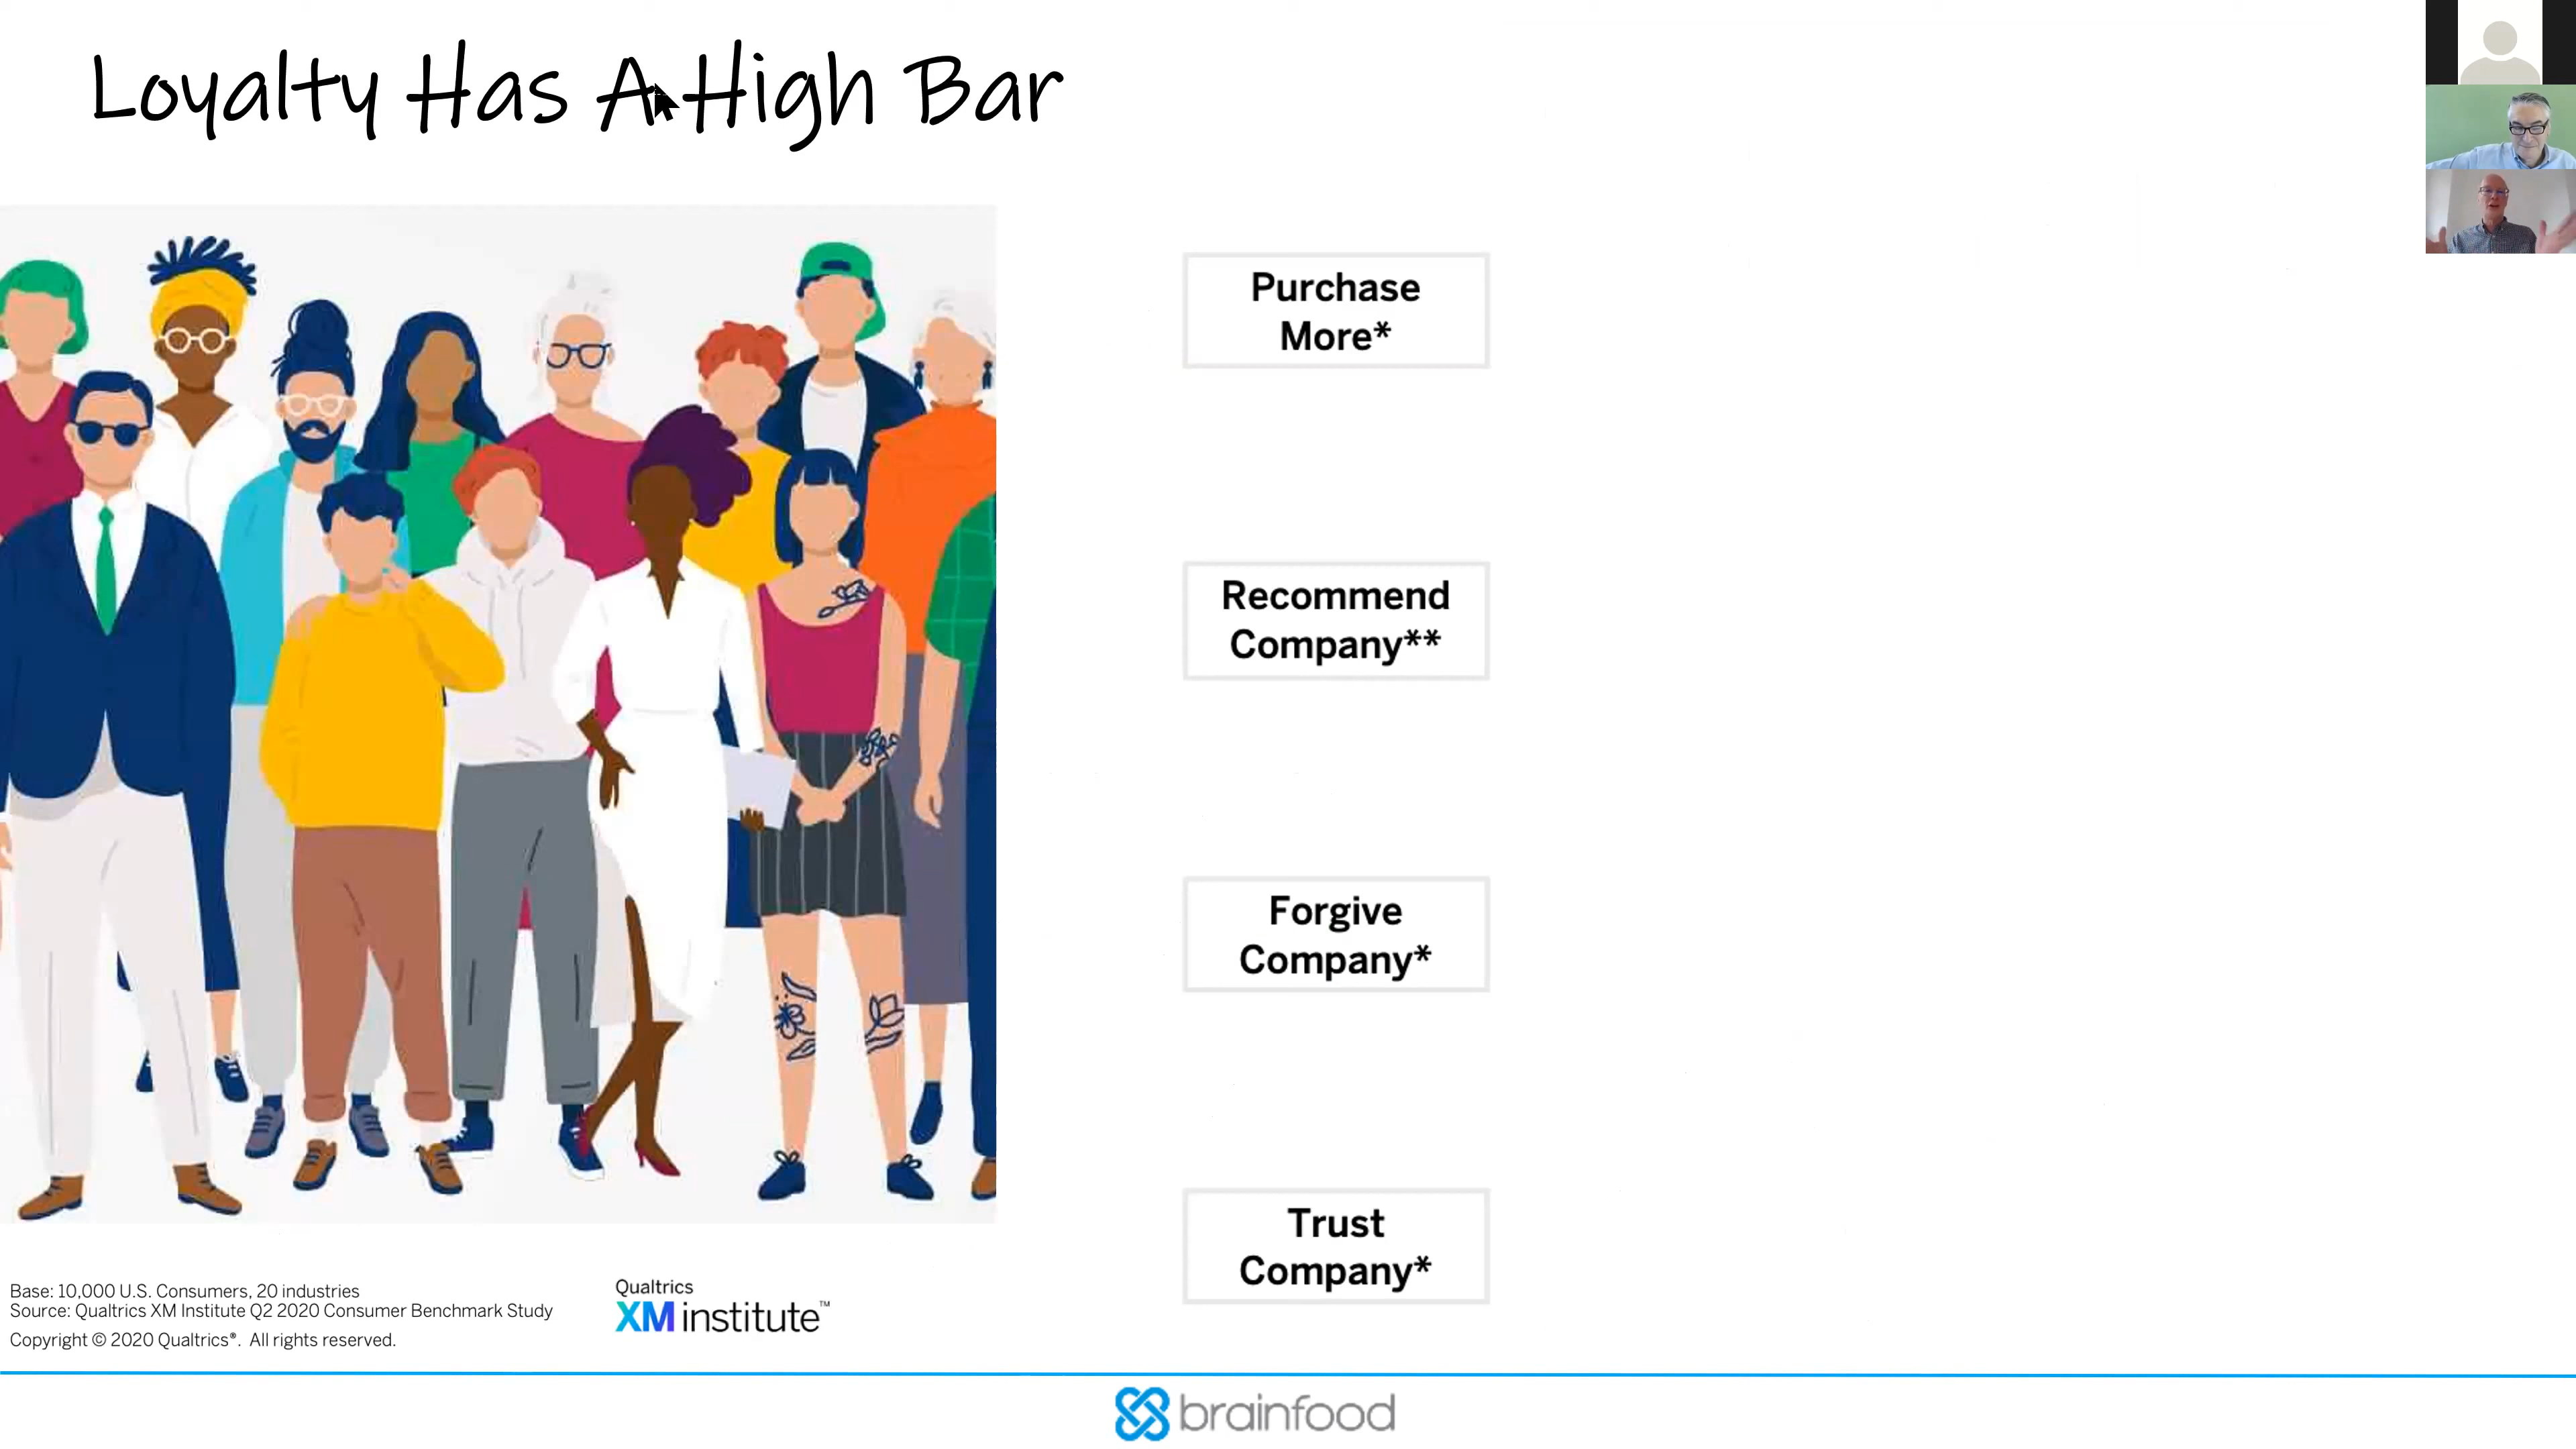 Loyalty Has A High Bar
Purchase
More*
Recommend
Company**
Forgive
Company*
Trust
Company*
Base: 10,000 U.S. Consumers, 20 industries
Source: Qualtrics XM Institute Q2 2020 Consumer Benchmark Study
Copyright © 2020 Qualtrics®.  All rights reserved.
Qualtrics
XM institute™
brainfood